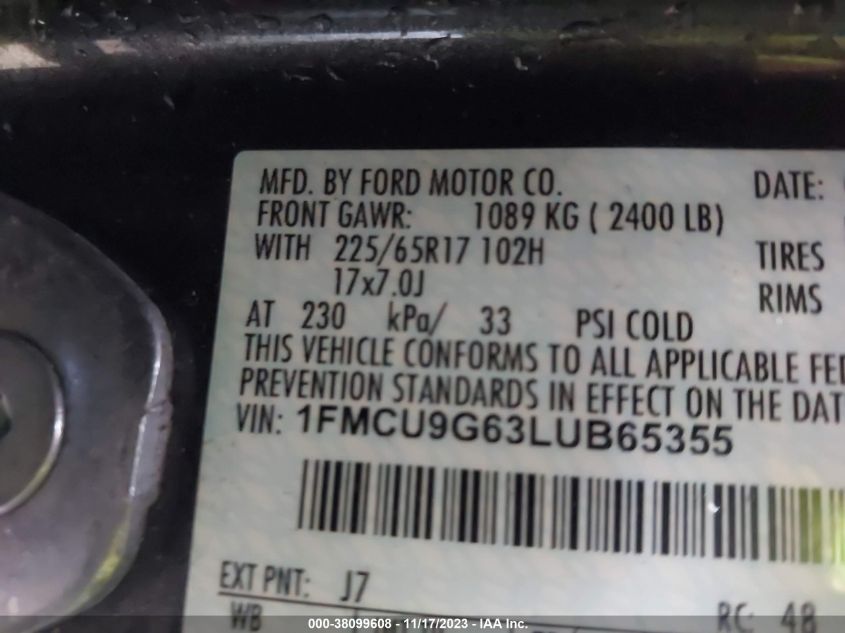 MFD. BY FORD MOTOR CO. DATE:
FRONT GAWR: 1089 KG ( 2400 LB)
WITH 225/65R17 102H TIRES
17x7.0J RIMS
AT 230 kPa/ 33 PSI COLD
THIS VEHICLE CONFORMS TO ALL APPLICABLE FED
PREVENTION STANDARDS IN EFFECT ON THE DAT
VIN: 1FMCU9G63LUB65355
EXT PNT: J7 RC: 48
WB
000-38099608 - 11/17/2023 - IAA Inc.